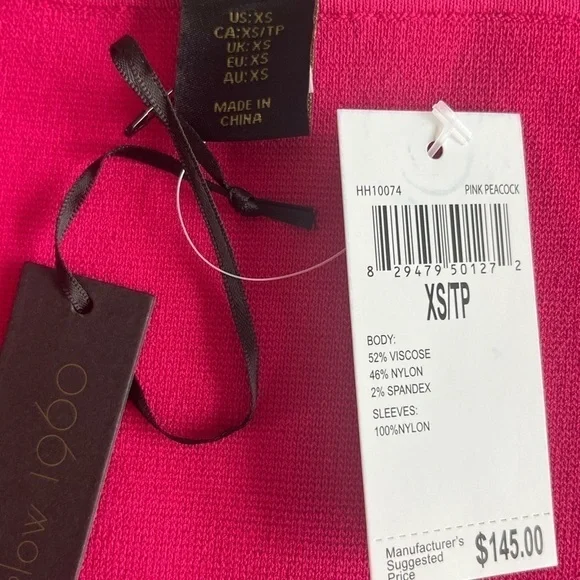 US: XS
CA: XS/TP
UK: XS
EU: XS
AU: XS
MADE IN
CHINA
HH10074 PINK PEACOCK
8 29479 50127 2
XS/TP
BODY:
52% VISCOSE
46% NYLON
2% SPANDEX
SLEEVES:
100%NYLON
Manufacturer's
Suggested
Price
$145.00
low 1960